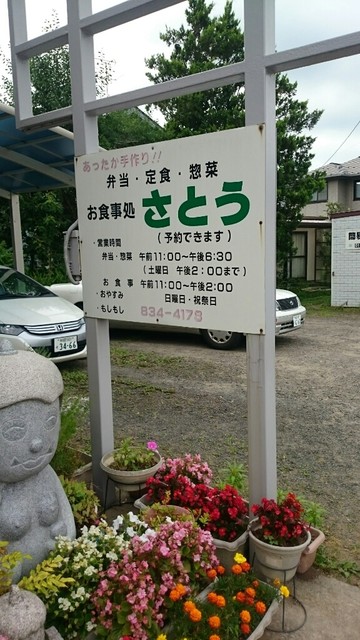 あったか手作り!!
弁当・定食・惣菜
お食事処 さとう
(予約できます)
・営業時間
弁当・惣菜 午前11:00〜午後6:30
(土曜日 午後2:00まで)
お食事 午前11:00〜午後2:00
・おやすみ 日曜日・祝祭日
・もしもし 834-4179
34-66